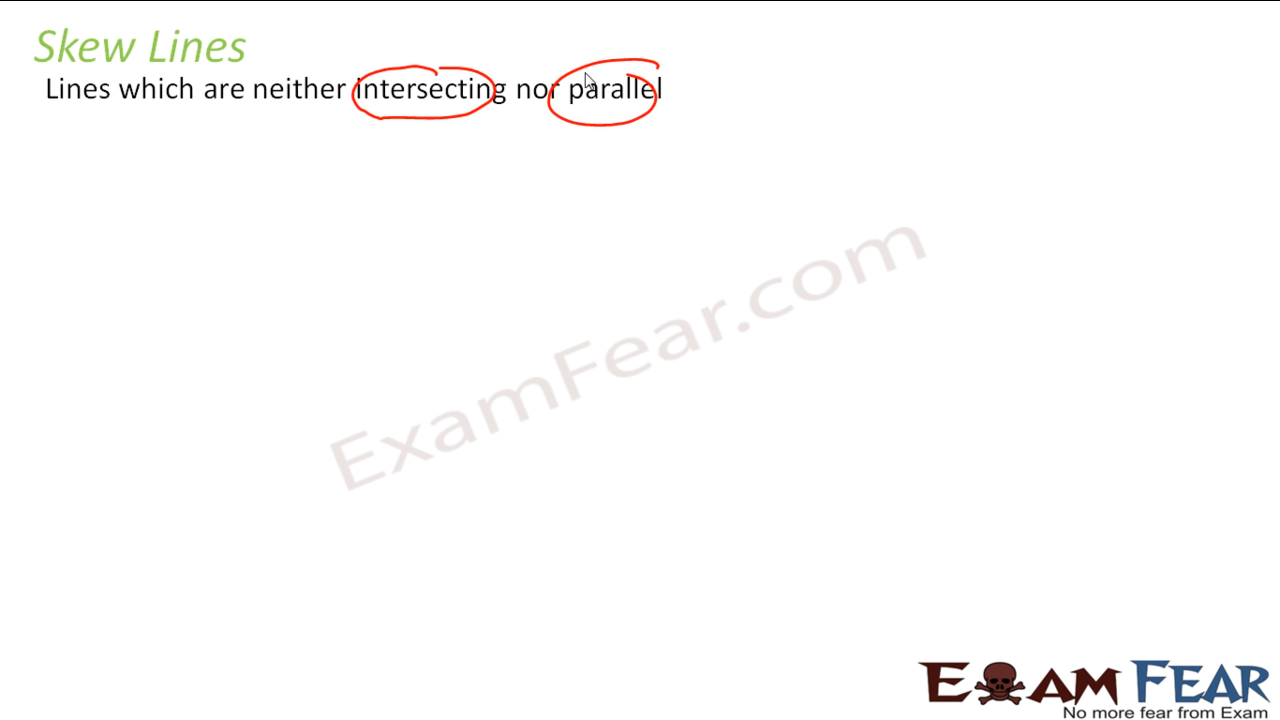 Skew Lines
Lines which are neither intersecting nor parallel
ExamFear.com
EXAM FEAR
No more fear from Exam